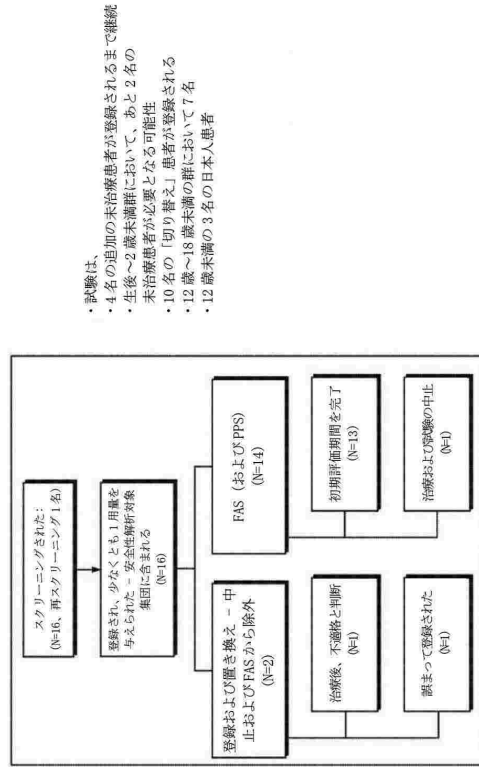 スクリーニングされた:
(N=16、再スクリーニング1名)
登録され、少なくとも1用量を
与えられた − 安全性解析対象
集団に含まれる
(N=16)
登録および置き換え − 中
止およびFASから除外
(N=2)
治療後、不適格と判断
(N=1)
誤まって登録された
(N=1)
FAS (およびPPS)
(N=14)
初期評価期間を完了
(N=13)
治療および試験の中止
(N=1)
・試験は、
・4名の追加の未治療患者が登録されるまで継続
・生後~2歳未満群において、あと2名の
未治療患者が必要となる可能性
・10名の「切り替え」患者が登録される
・12歳~18歳未満の群において7名
・12歳未満の3名の日本人患者